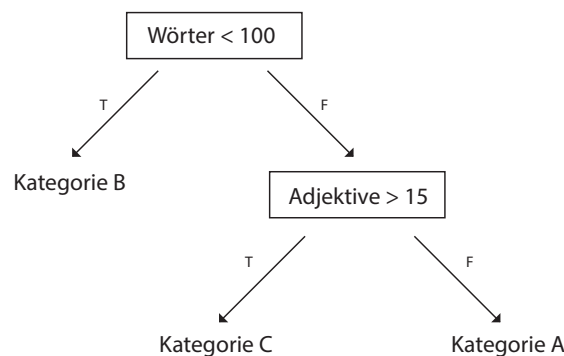 Wörter < 100
T
F
Kategorie B
Adjektive > 15
T
F
Kategorie C
Kategorie A